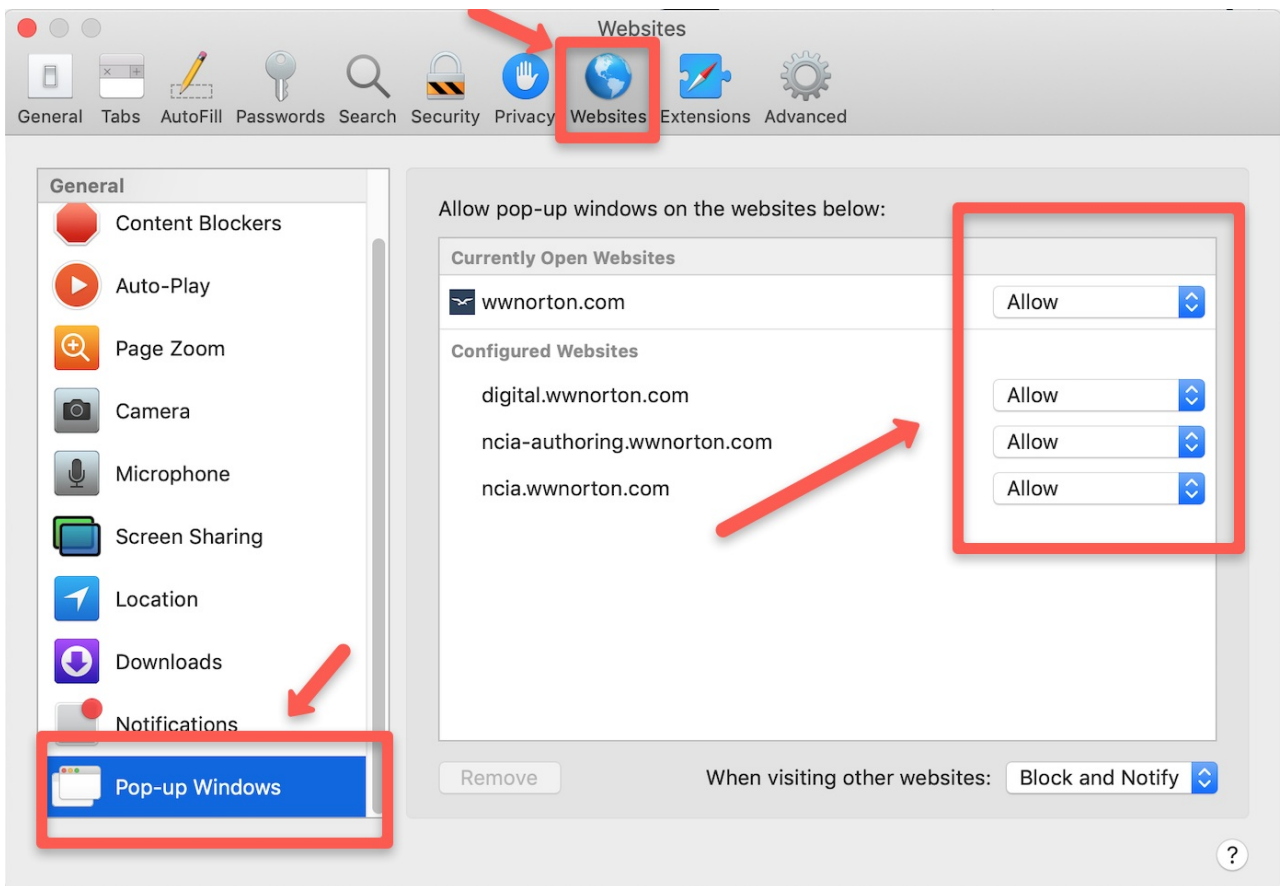 Websites
General Tabs AutoFill Passwords Search Security Privacy Websites Extensions Advanced
General
Content Blockers
Auto-Play
Page Zoom
Camera
Microphone
Screen Sharing
Location
Downloads
Notifications
Pop-up Windows
Allow pop-up windows on the websites below:
Currently Open Websites
wwnorton.com Allow
Configured Websites
digital.wwnorton.com Allow
ncia-authoring.wwnorton.com Allow
ncia.wwnorton.com Allow
Remove When visiting other websites: Block and Notify
?